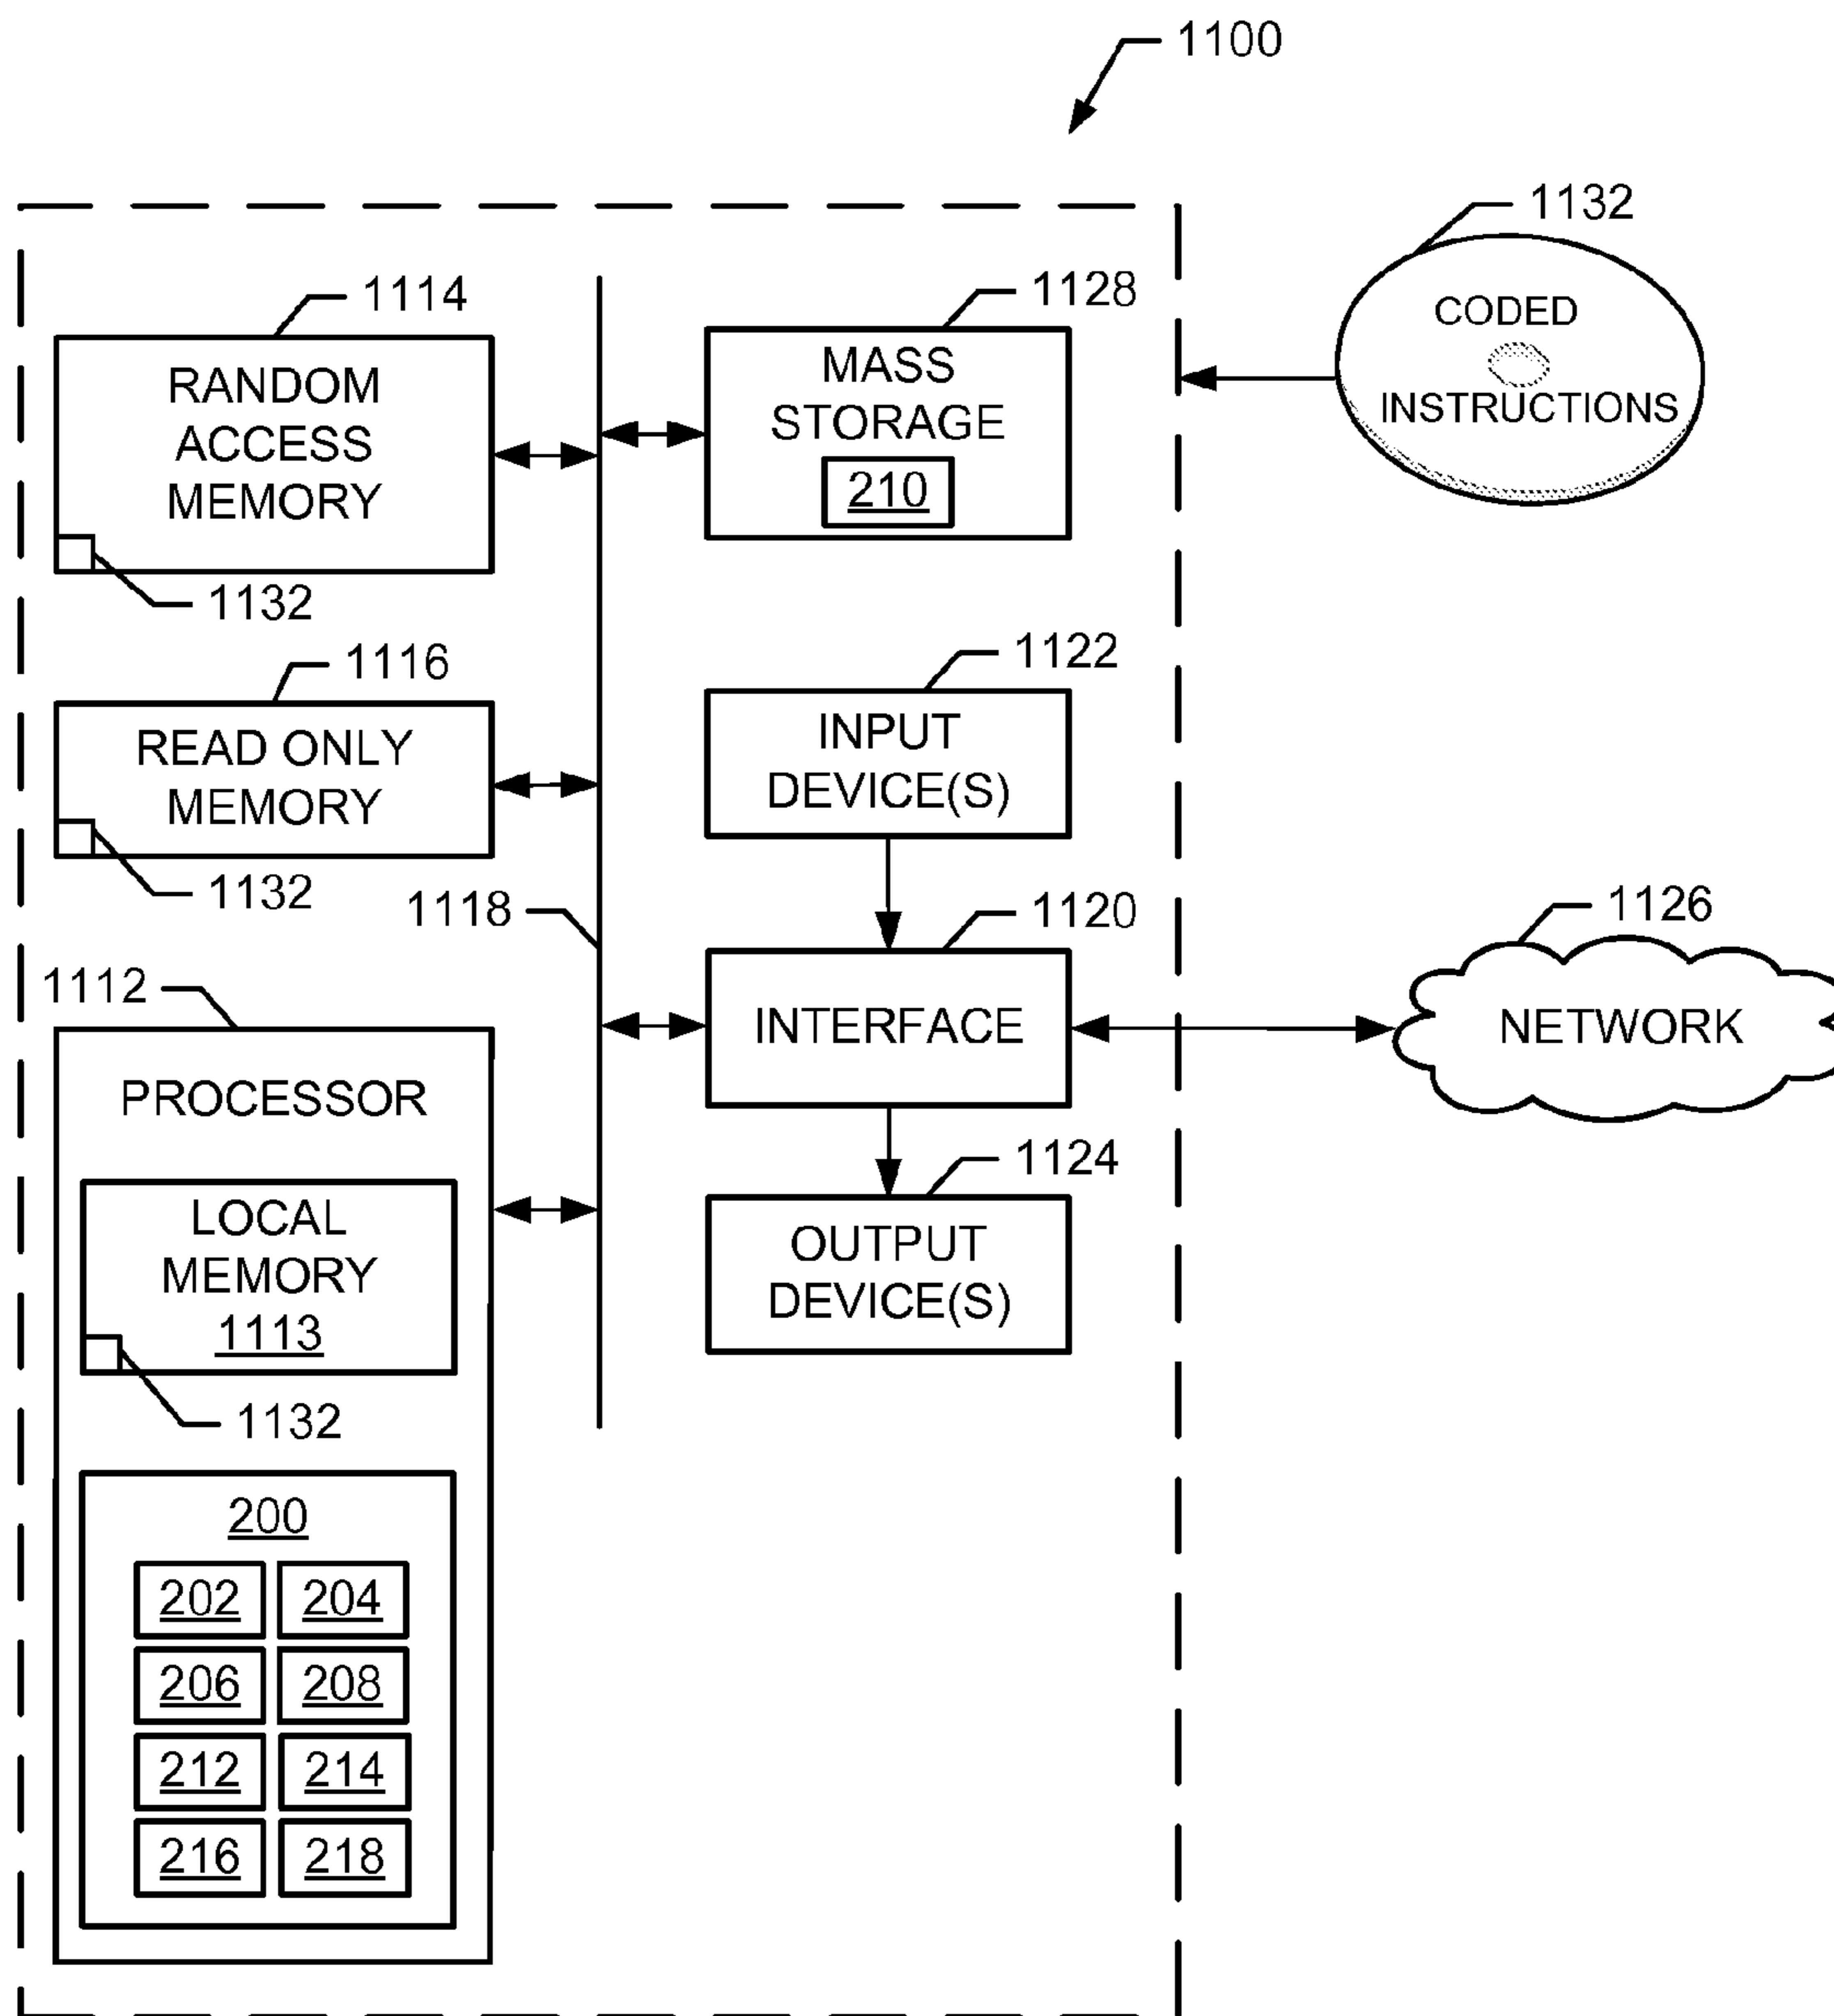 1100
1132
CODED
INSTRUCTIONS
1114
RANDOM
ACCESS
MEMORY
1132
1128
MASS
STORAGE
210
1116
READ ONLY
MEMORY
1132
1122
INPUT
DEVICE(S)
1118
1120
INTERFACE
1126
NETWORK
1112
PROCESSOR
LOCAL
MEMORY
1113
1132
1124
OUTPUT
DEVICE(S)
200
202 204
206 208
212 214
216 218